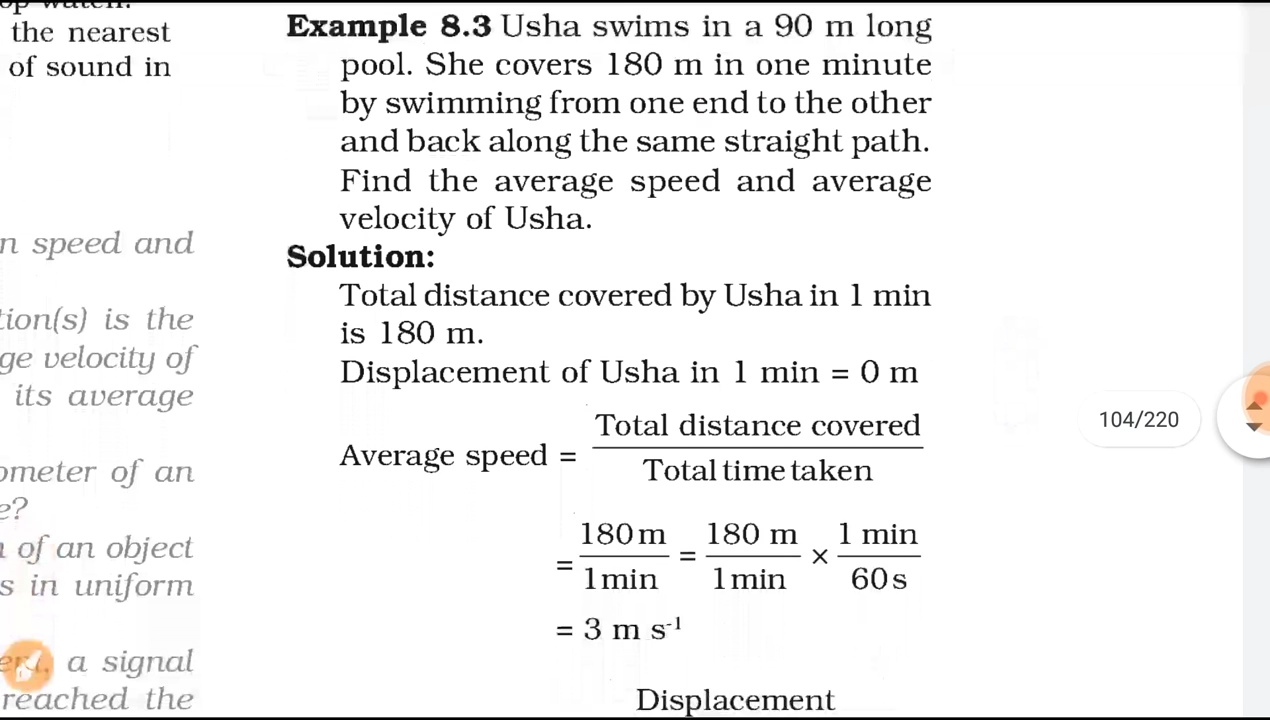 the nearest
of sound in
n speed and
tion(s) is the
ge velocity of
its average
ometer of an
e?
of an object
s in uniform
a signal
reached the
Example 8.3 Usha swims in a 90 m long
pool. She covers 180 m in one minute
by swimming from one end to the other
and back along the same straight path.
Find the average speed and average
velocity of Usha.
Solution:
Total distance covered by Usha in 1 min
is 180 m.
Displacement of Usha in 1 min = 0 m
Average speed = Total distance covered
Total time taken
= 180 m / 1 min = 180 m / 1 min × 1 min / 60 s
= 3 m s⁻¹
Displacement
104/220